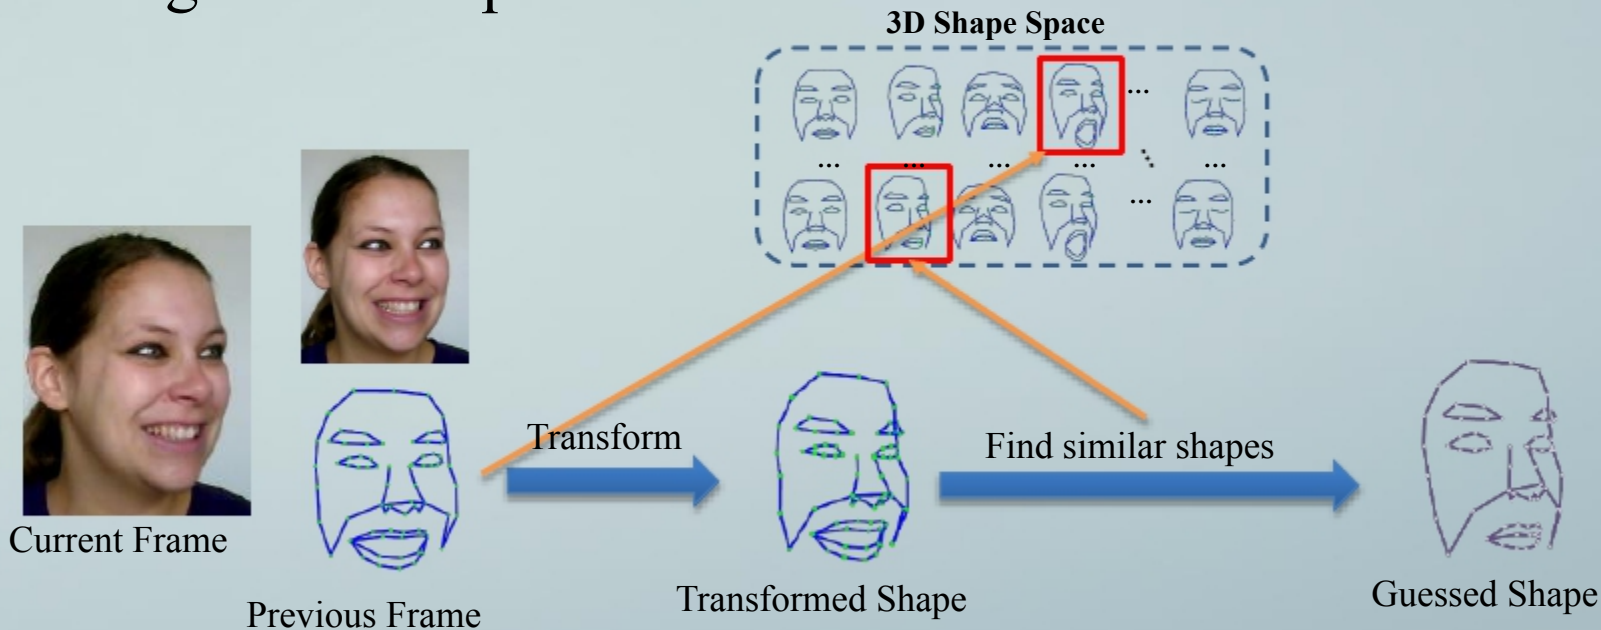 3D Shape Space
...
... ... ... ... ...
...
Transform
Find similar shapes
Current Frame
Previous Frame
Transformed Shape
Guessed Shape